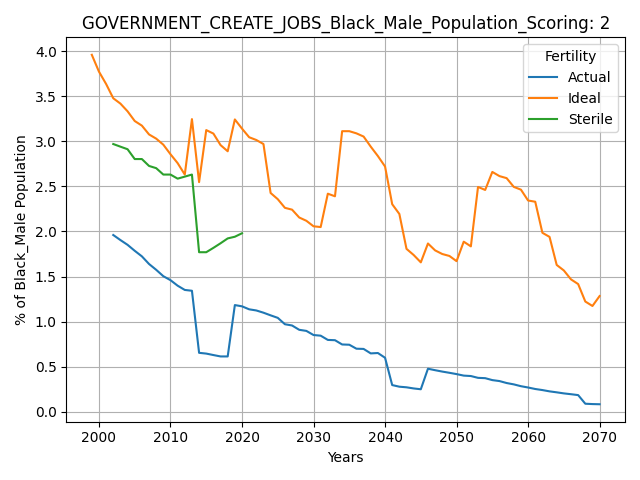 GOVERNMENT_CREATE_JOBS_Black_Male_Population_Scoring: 2
Fertility
Actual
Ideal
Sterile
% of Black_Male Population
4.0
3.5
3.0
2.5
2.0
1.5
1.0
0.5
0.0
2000 2010 2020 2030 2040 2050 2060 2070
Years